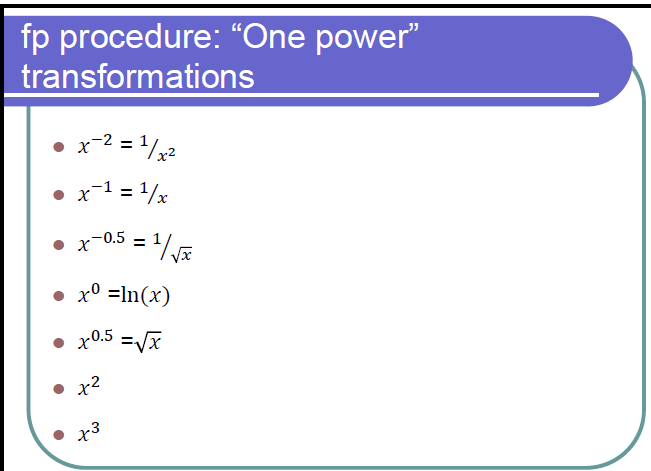 fp procedure: “One power”
transformations
x⁻² = 1/x²
x⁻¹ = 1/x
x⁻⁰·⁵ = 1/√x
x⁰ =ln(x)
x⁰·⁵ =√x
x²
x³